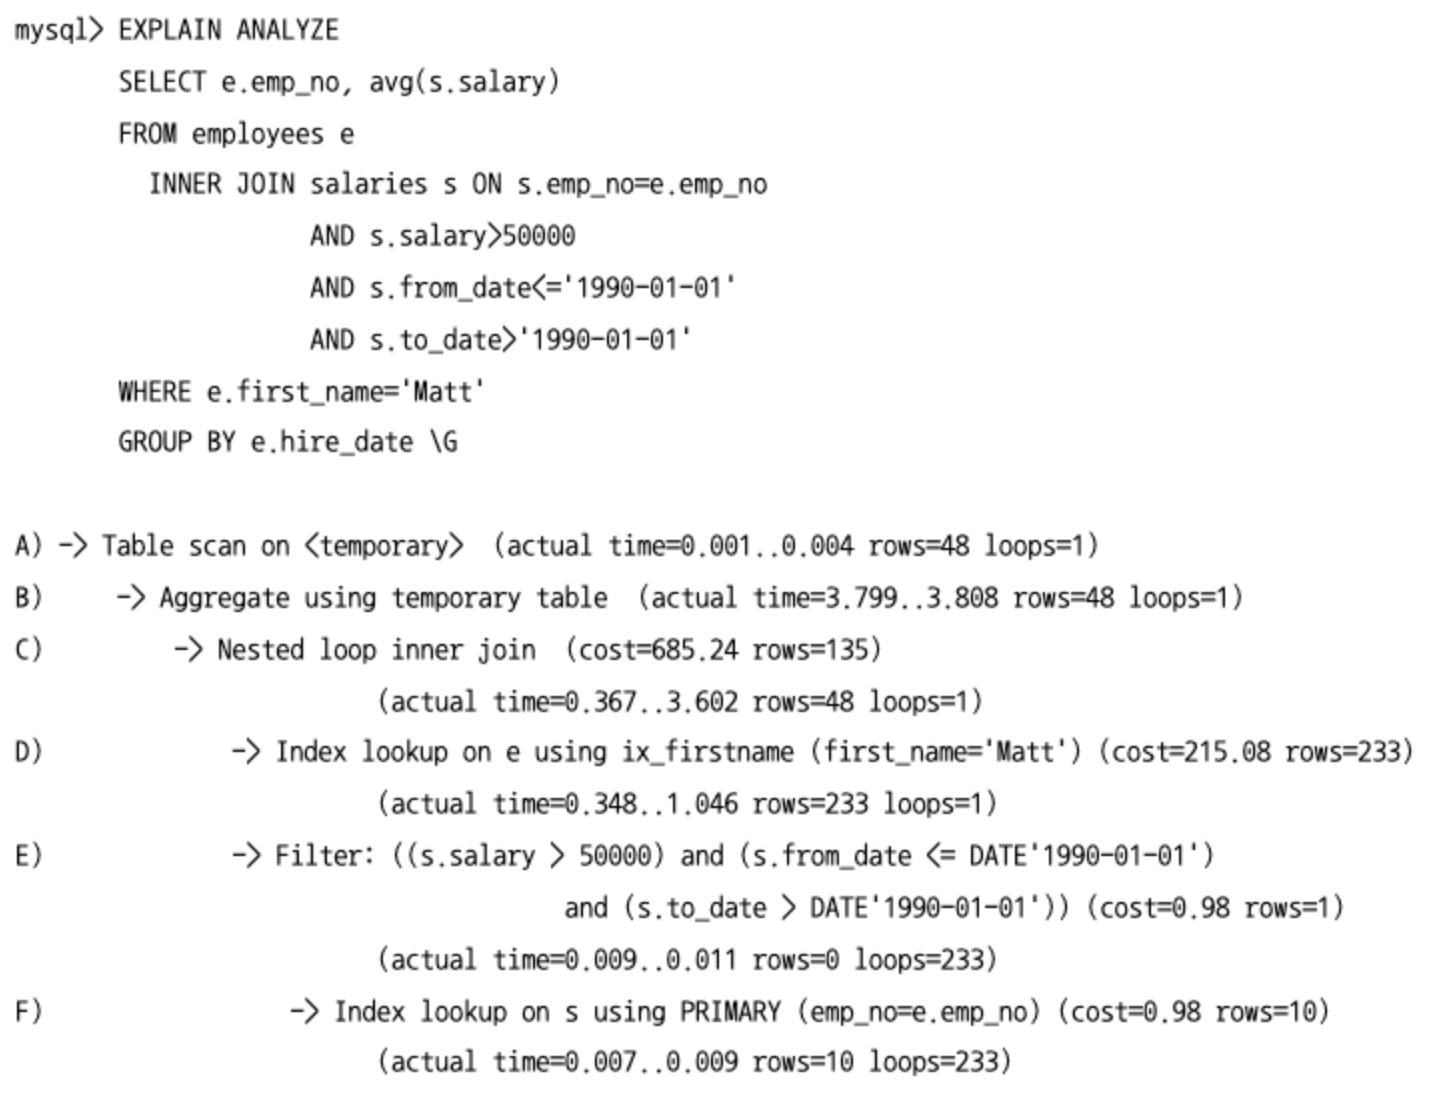 mysql> EXPLAIN ANALYZE
SELECT e.emp_no, avg(s.salary)
FROM employees e
INNER JOIN salaries s ON s.emp_no=e.emp_no
AND s.salary>50000
AND s.from_date<='1990-01-01'
AND s.to_date>'1990-01-01'
WHERE e.first_name='Matt'
GROUP BY e.hire_date \G
A) -> Table scan on <temporary> (actual time=0.001..0.004 rows=48 loops=1)
B) -> Aggregate using temporary table (actual time=3.799..3.808 rows=48 loops=1)
C) -> Nested loop inner join (cost=685.24 rows=135)
(actual time=0.367..3.602 rows=48 loops=1)
D) -> Index lookup on e using ix_firstname (first_name='Matt') (cost=215.08 rows=233)
(actual time=0.348..1.046 rows=233 loops=1)
E) -> Filter: ((s.salary > 50000) and (s.from_date <= DATE'1990-01-01')
and (s.to_date > DATE'1990-01-01')) (cost=0.98 rows=1)
(actual time=0.009..0.011 rows=0 loops=233)
F) -> Index lookup on s using PRIMARY (emp_no=e.emp_no) (cost=0.98 rows=10)
(actual time=0.007..0.009 rows=10 loops=233)